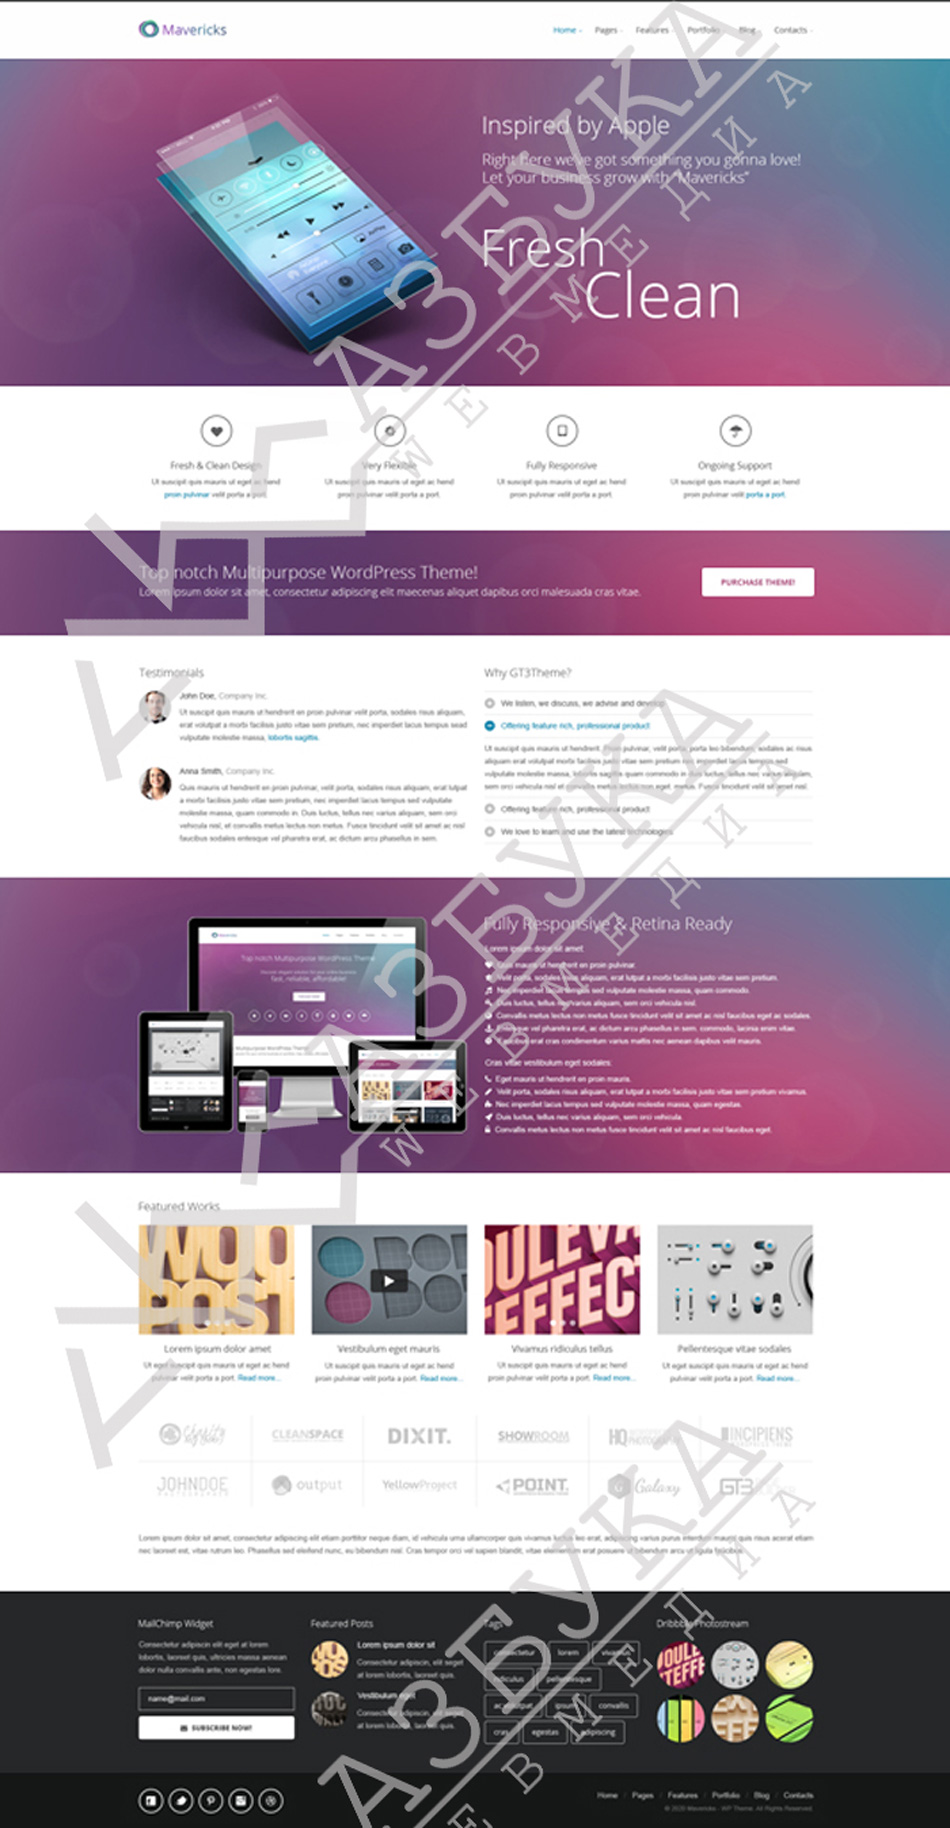 Mavericks
Home Pages Features Portfolio Blog Contacts
Inspired by Apple
Right here we've got something you gonna love!
Let your business grow with "Mavericks"
Fresh
Clean
АЗБУКА
WЕВМЕДИА
Fresh & Clean Design
Ut suscipit quis mauris ut eget ac hend
proin pulvinar velit porta a port.
Very Flexible
Ut suscipit quis mauris ut eget ac hend
proin pulvinar velit porta a port.
Fully Responsive
Ut suscipit quis mauris ut eget ac hend
proin pulvinar velit porta a port.
Ongoing Support
Ut suscipit quis mauris ut eget ac hend
proin pulvinar velit porta a port.
Top notch Multipurpose WordPress Theme!
Lorem ipsum dolor sit amet, consectetur adipiscing elit maecenas aliquet dapibus orci malesuada cras vitae.
PURCHASE THEME!
Testimonials
John Doe, Company Inc.
Ut suscipit quis mauris ut hendrerit en proin pulvinar velit porta, sodales risus aliquam,
erat volutpat a morbi facilisis justo vitae sem pretium, nec imperdiet lacus tempus sead
vulputate molestie massa, lobortis sagittis.
Anna Smith, Company Inc.
Quis mauris ut hendrerit en proin pulvinar, velit porta, sodales risus aliquam, erat lutpat
a morbi facilisis justo vitae sem pretium, nec imperdiet lacus tempus sed vulputate
molestie massa, quam commodo in. Duis luctus, tellus nec varius aliquam, sem orci
vehicula nisl, et convallis metus lectus non metus. Fusce tincidunt velit sit amet ac nisl
faucibus sodales entesque vel pharetra erat, ac dictum arcu phasellus in sem.
Why GT3Theme?
We listen, we discuss, we advise and develop
Offering feature rich, professional product
Ut suscipit quis mauris ut hendrerit. Proin pulvinar, velit porta, porta leo bibendum, sodales ac risus
aliquam erat volutpat morbi facilisis justo vitae sem pretium, nec imperdiet lacus tempus sed
vulputate molestie massa, lobortis sagittis quam commodo in duis luctus, tellus nec varius aliquam,
sem orci vehicula nisl et convallis metus lectus non eget, metus. Fusce tincidunt velit sit amet nisl.
Offering feature rich, professional product
We love to learn and use the latest technologies
АЗБУКА
WЕВМЕДИА
Top notch Multipurpose WordPress Theme
fast, reliable, affordable!
Fully Responsive & Retina Ready
Lorem ipsum dolor sit amet:
Quis mauris ut hendrerit en proin pulvinar.
Velit porta, sodales risus aliquam, erat lutpat a morbi facilisis justo vitae sem pretium.
Nec imperdiet lacus tempus sed vulputate molestie massa, quam commodo.
Duis luctus, tellus nec varius aliquam, sem orci vehicula nisl.
Convallis metus lectus non metus fusce tincidunt velit sit amet ac nisl faucibus eget ac sodales.
Entesque vel pharetra erat, ac dictum arcu phasellus in sem. commodo, lacinia enim vitae.
Faucibus erat cras condimentum varius mattis nec aenean dapibus velit mauris.
Cras vitae vestibulum eget sodales:
Eget mauris ut hendrerit en proin mauris.
Velit porta, sodales risus aliquam, erat lutpat a morbi facilisis justo vitae sem pretium vivamus.
Nec imperdiet lacus tempus sed vulputate molestie massa, quam egestas.
Duis luctus, tellus nec varius aliquam, sem orci vehicula.
Convallis metus lectus non metus fusce tincidunt velit sit amet ac nisl faucibus eget.
Featured Works
Lorem ipsum dolor amet
Ut eget suscipit quis mauris ut eget ac hend
pulvinar velit porta a port. Read more...
Vestibulum eget mauris
Ut suscipit quis mauris ut eget ac hend
pulvinar velit porta a port. Read more...
Vivamus ridiculus tellus
Ut suscipit quis mauris ut eget ac hend
proin pulvinar velit porta a port. Read more...
Pellentesque vitae sodales
Ut eget suscipit quis mauris ut eget ac hend
pulvinar velit porta a port. Read more...
CLEANSPACE DIXIT. SHOWROOM HQ INCIPIENS
JOHNDOE output YellowProject POINT. Galaxy GT3
Lorem ipsum dolor sit amet, consectetur adipiscing elit etiam porttitor neque diam, id vehicula urna ullamcorper quis vivamus luctus leo erat, adipiscing varius purus interdum mauris quis risus acerat etiam
nec laoreet est, vitae rutrum leo. Phasellus sed eleifend nunc, eu bibendum nisl. Cras tempor orci vel sapien blandit, vitae elementum erat posuere ut bibendum arcu ut ligula faucibus.
АЗБУКА
WЕВМЕДИА
MailChimp Widget
Consectetur adipiscin elit eget at lorem
lobortis, laoreet quis, ultricies massa aenean
dolor nulla convallis ante, non egestas lore.
name@mail.com
SUBSCRIBE NOW!
Featured Posts
Lorem ipsum dolor sit
Consectetur adipiscin, elit seget
at lorem lobortis, laoreet quis.
Vestibulum eget
Consectetur adipiscin, elit seget
at lorem lobortis, laoreet quis.
Tags
consectetur lorem vivamus
ridiculus pellentesque
ac volutpat ipsum convallis
cras egestas adipiscing
Dribbble Photostream
Home / Pages / Features / Portfolio / Blog / Contacts
© 2020 Mavericks - WP Theme. All Rights Reserved.